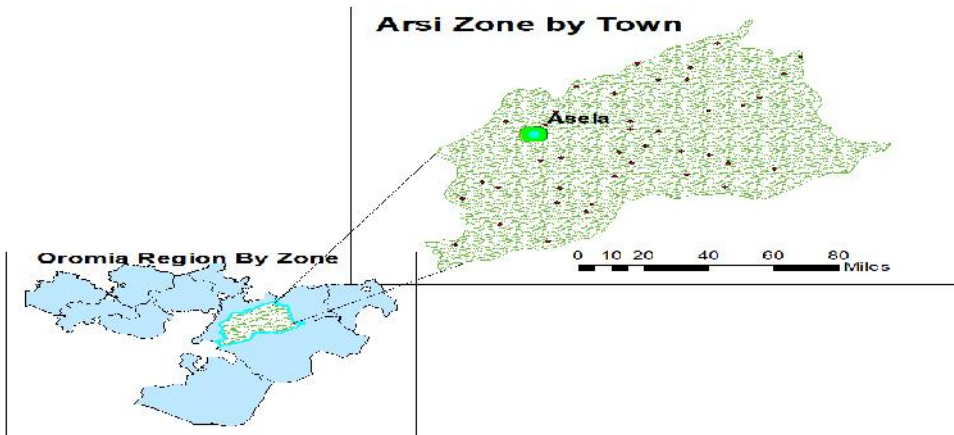 Arsi Zone by Town
Asela
0 10 20 40 60 80
Miles
Oromia Region By Zone